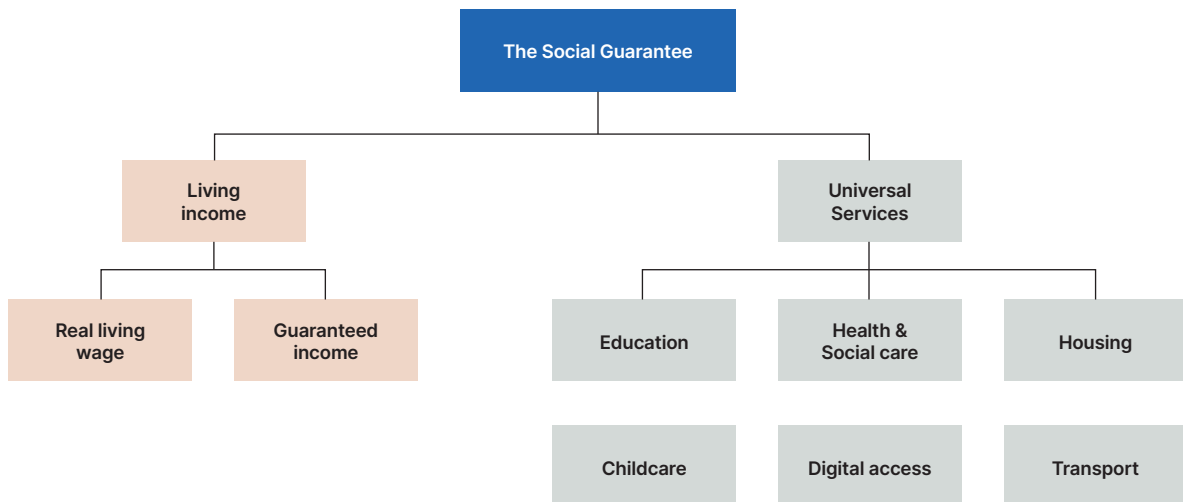 The Social Guarantee
Living
income
Universal
Services
Real living
wage
Guaranteed
income
Education
Health &
Social care
Housing
Childcare
Digital access
Transport